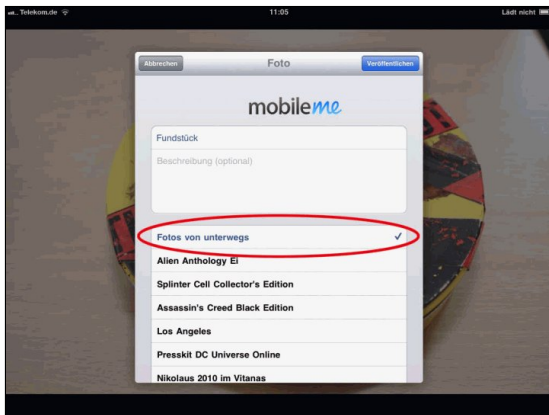 Telekom.de
11:05
Lädt nicht
Abbrechen
Foto
Veröffentlichen
mobileme
Fundstück
Beschreibung (optional)
Fotos von unterwegs
Alien Anthology Ei
Splinter Cell Collector's Edition
Assassin's Creed Black Edition
Los Angeles
Presskit DC Universe Online
Nikolaus 2010 im Vitanas